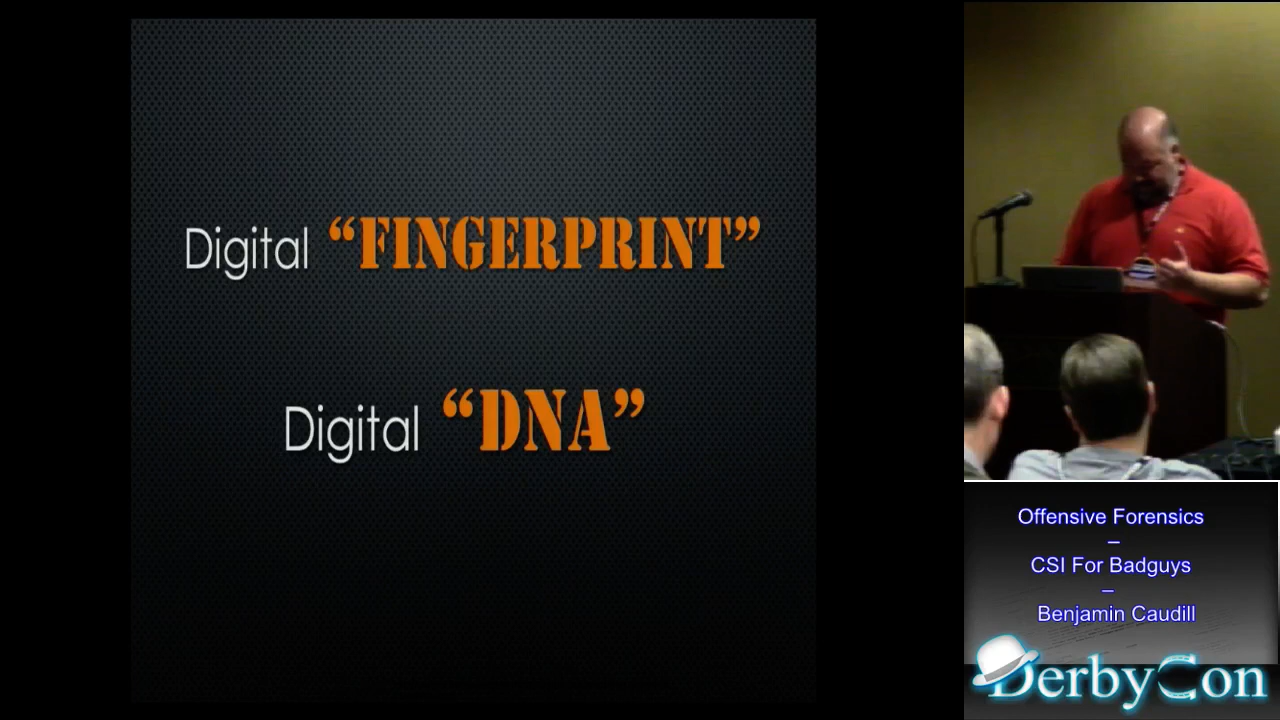 Digital “FINGERPRINT”
Digital “DNA”
Offensive Forensics
–
CSI For Badguys
–
Benjamin Caudill
DerbyCon